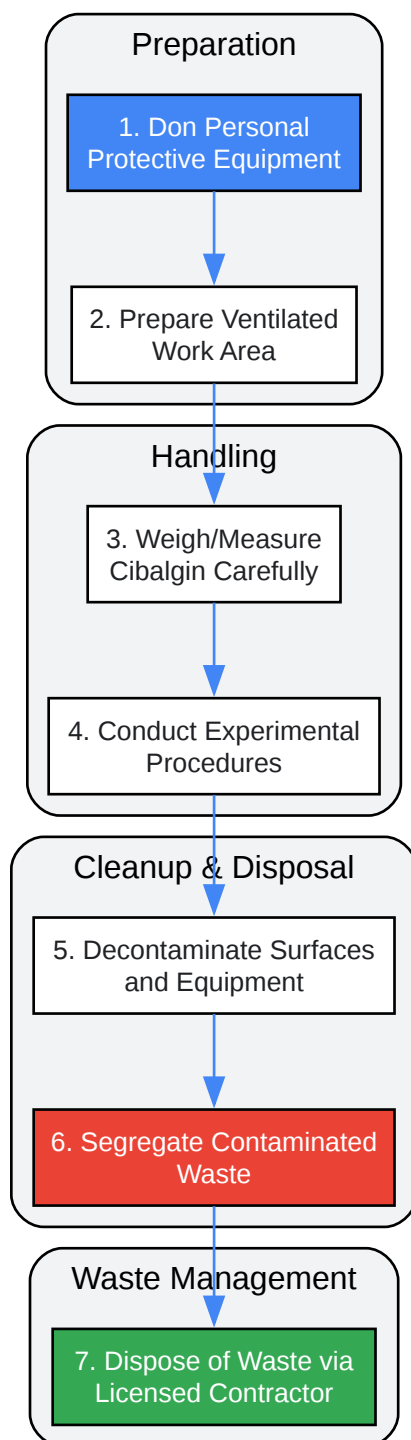 Preparation
1. Don Personal
Protective Equipment
2. Prepare Ventilated
Work Area
Handling
3. Weigh/Measure
Cibalgin Carefully
4. Conduct Experimental
Procedures
Cleanup & Disposal
5. Decontaminate Surfaces
and Equipment
6. Segregate Contaminated
Waste
Waste Management
7. Dispose of Waste via
Licensed Contractor